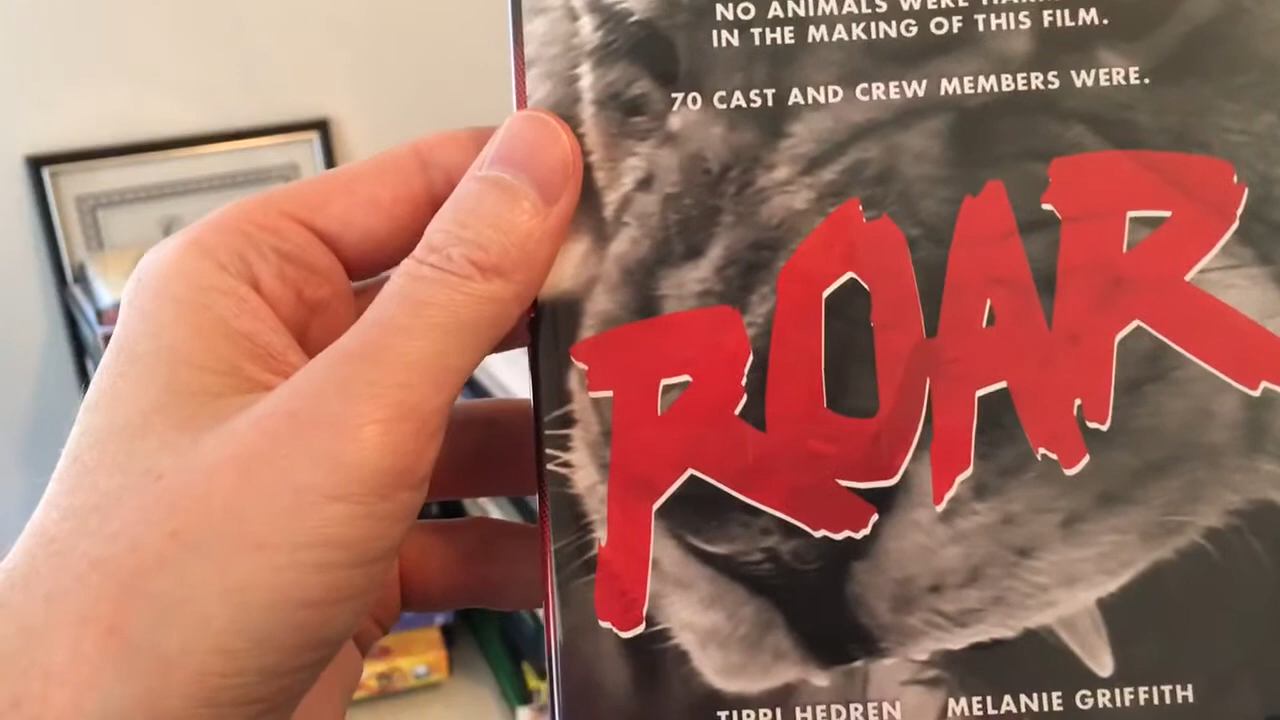 NO ANIMALS WERE
IN THE MAKING OF THIS FILM.
70 CAST AND CREW MEMBERS WERE.
ROAR
TIPPI HEDREN MELANIE GRIFFITH